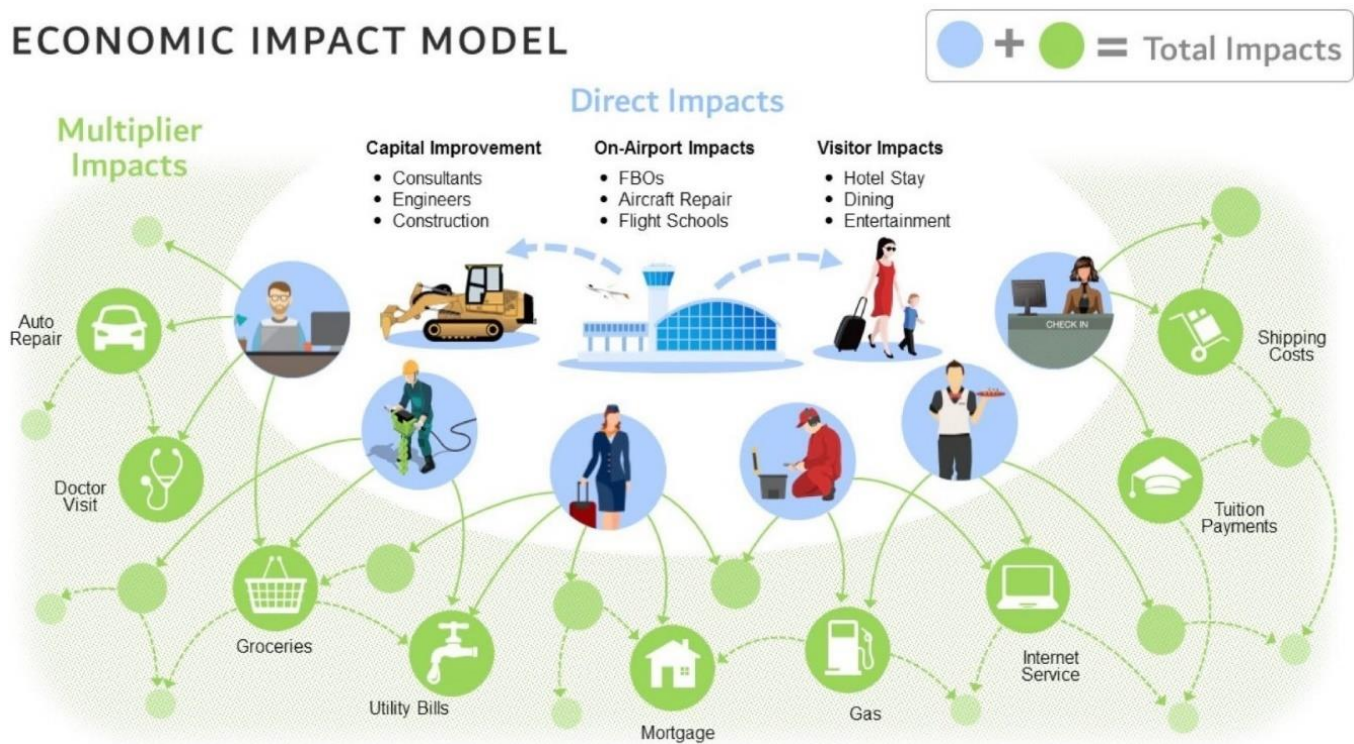 ECONOMIC IMPACT MODEL
+ = Total Impacts
Direct Impacts
Multiplier
Impacts
Capital Improvement
• Consultants
• Engineers
• Construction
On-Airport Impacts
• FBOs
• Aircraft Repair
• Flight Schools
Visitor Impacts
• Hotel Stay
• Dining
• Entertainment
Auto
Repair
CHECK IN
Shipping
Costs
Doctor
Visit
Tuition
Payments
Groceries
Utility Bills
Mortgage
Gas
Internet
Service